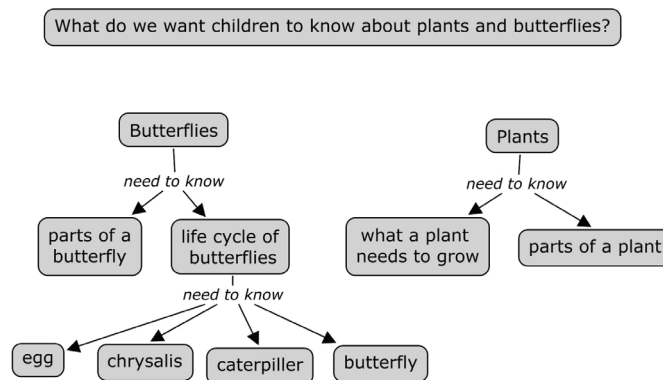 What do we want children to know about plants and butterflies?
Butterflies
Plants
need to know
need to know
parts of a
butterfly
life cycle of
butterflies
what a plant
needs to grow
parts of a plant
need to know
egg
chrysalis
caterpiller
butterfly